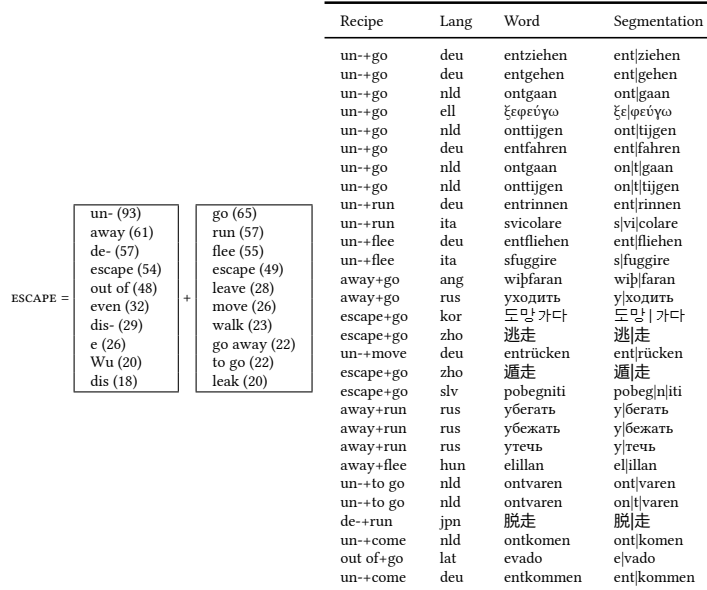 ESCAPE =
un- (93)
away (61)
de- (57)
escape (54)
out of (48)
even (32)
dis- (29)
e (26)
Wu (20)
dis (18)
+
go (65)
run (57)
flee (55)
escape (49)
leave (28)
move (26)
walk (23)
go away (22)
to go (22)
leak (20)
Recipe Lang Word Segmentation
un-+go deu entziehen ent|ziehen
un-+go deu entgehen ent|gehen
un-+go nld ontgaan ont|gaan
un-+go ell ξεφεύγω ξε|φεύγω
un-+go nld onttijgen ont|tijgen
un-+go deu entfahren ent|fahren
un-+go nld ontgaan on|t|gaan
un-+go nld onttijgen on|t|tijgen
un-+run deu entrinnen ent|rinnen
un-+run ita svicolare s|vi|colare
un-+flee deu entfliehen ent|fliehen
un-+flee ita sfuggire s|fuggire
away+go ang wiþfaran wiþ|faran
away+go rus уходить у|ходить
escape+go kor 도망 가다 도망 | 가다
escape+go zho 逃走 逃|走
un-+move deu entrücken ent|rücken
escape+go zho 遁走 遁|走
escape+go slv pobegniti pobeg|n|iti
away+run rus убегать у|бегать
away+run rus убежать у|бежать
away+run rus утечь у|течь
away+flee hun elillan el|illan
un-+to go nld ontvaren ont|varen
un-+to go nld ontvaren on|t|varen
de-+run jpn 脱走 脱|走
un-+come nld ontkomen ont|komen
out of+go lat evado e|vado
un-+come deu entkommen ent|kommen